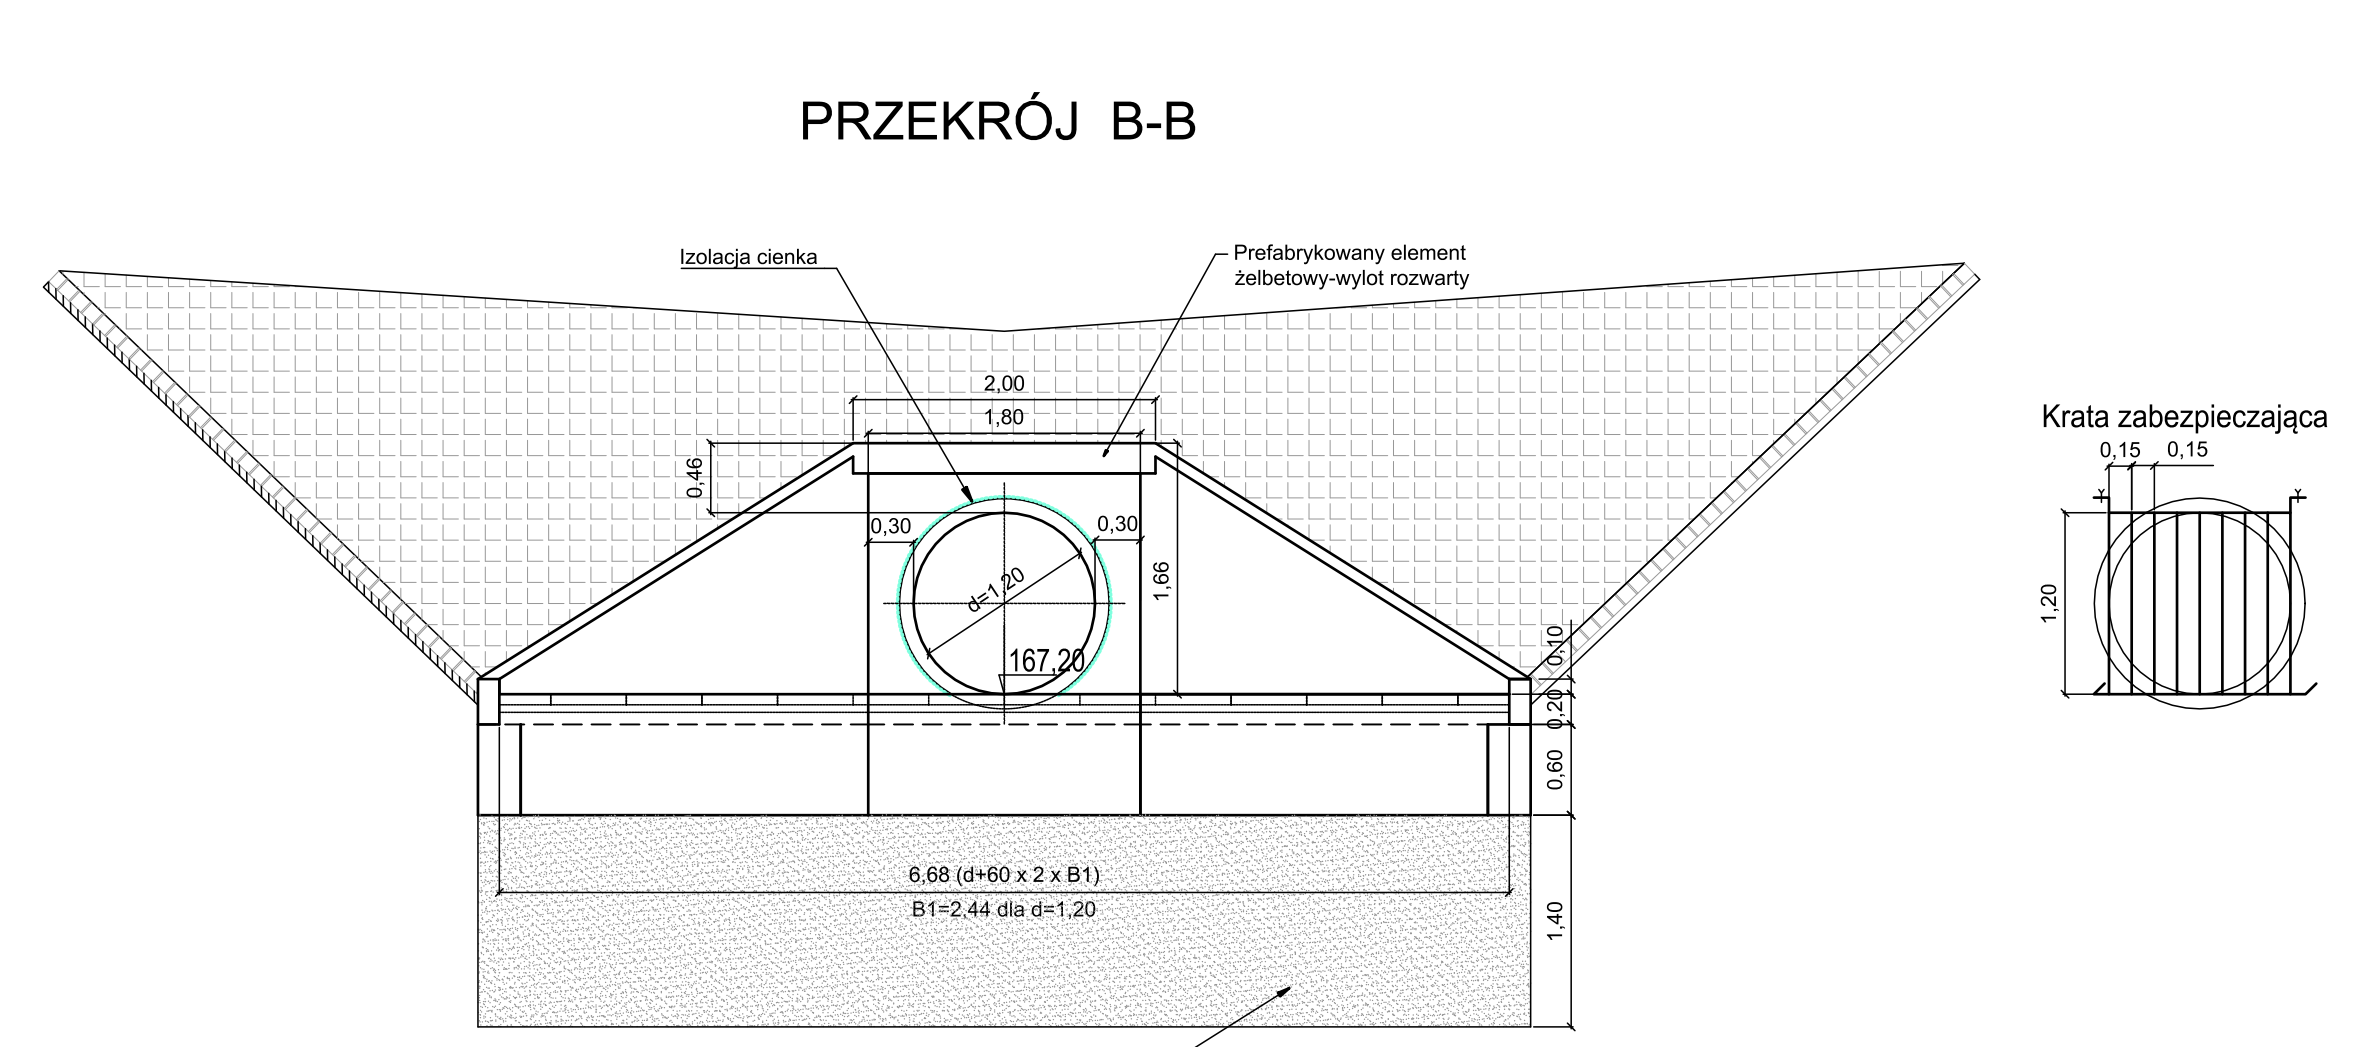 PRZEKRÓJ B-B
Izolacja cienka
Prefabrykowany element
żelbetowy-wylot rozwarty
2,00
1,80
0,46
0,30
0,30
d=1,20
1,66
167,20
0,10
0,20
0,60
1,40
6,68 (d+60 x 2 x B1)
B1=2,44 dla d=1,20
Krata zabezpieczająca
0,15
0,15
1,20